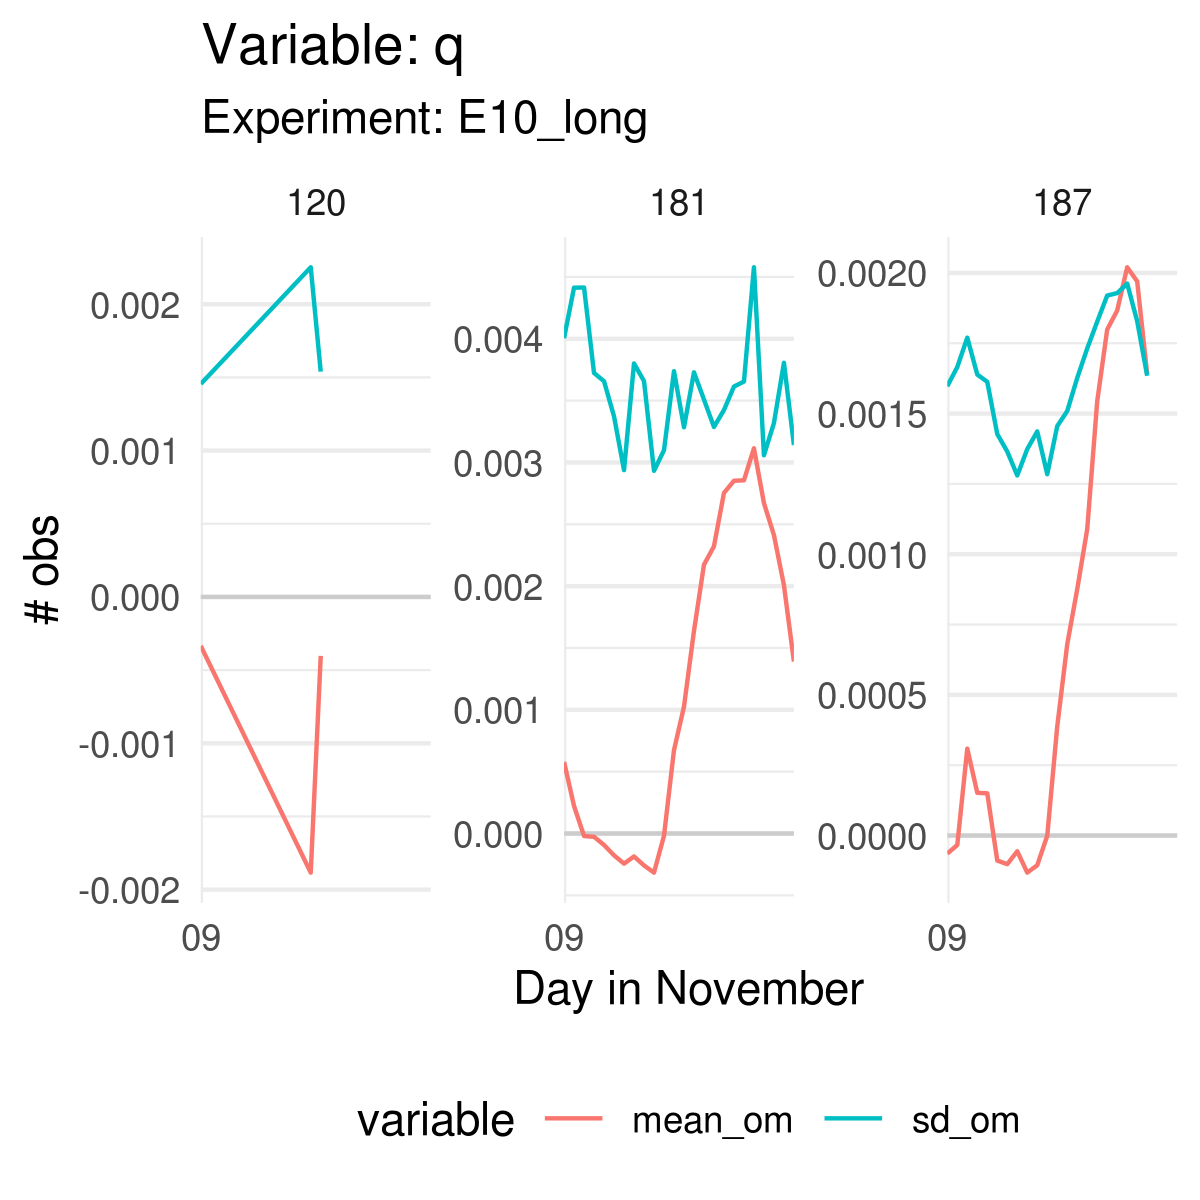 Variable: q
Experiment: E10_long
120 181 187
0.002
0.001
0.000
-0.001
-0.002
0.004
0.003
0.002
0.001
0.000
0.0020
0.0015
0.0010
0.0005
0.0000
# obs
09 09 09
Day in November
variable mean_om sd_om